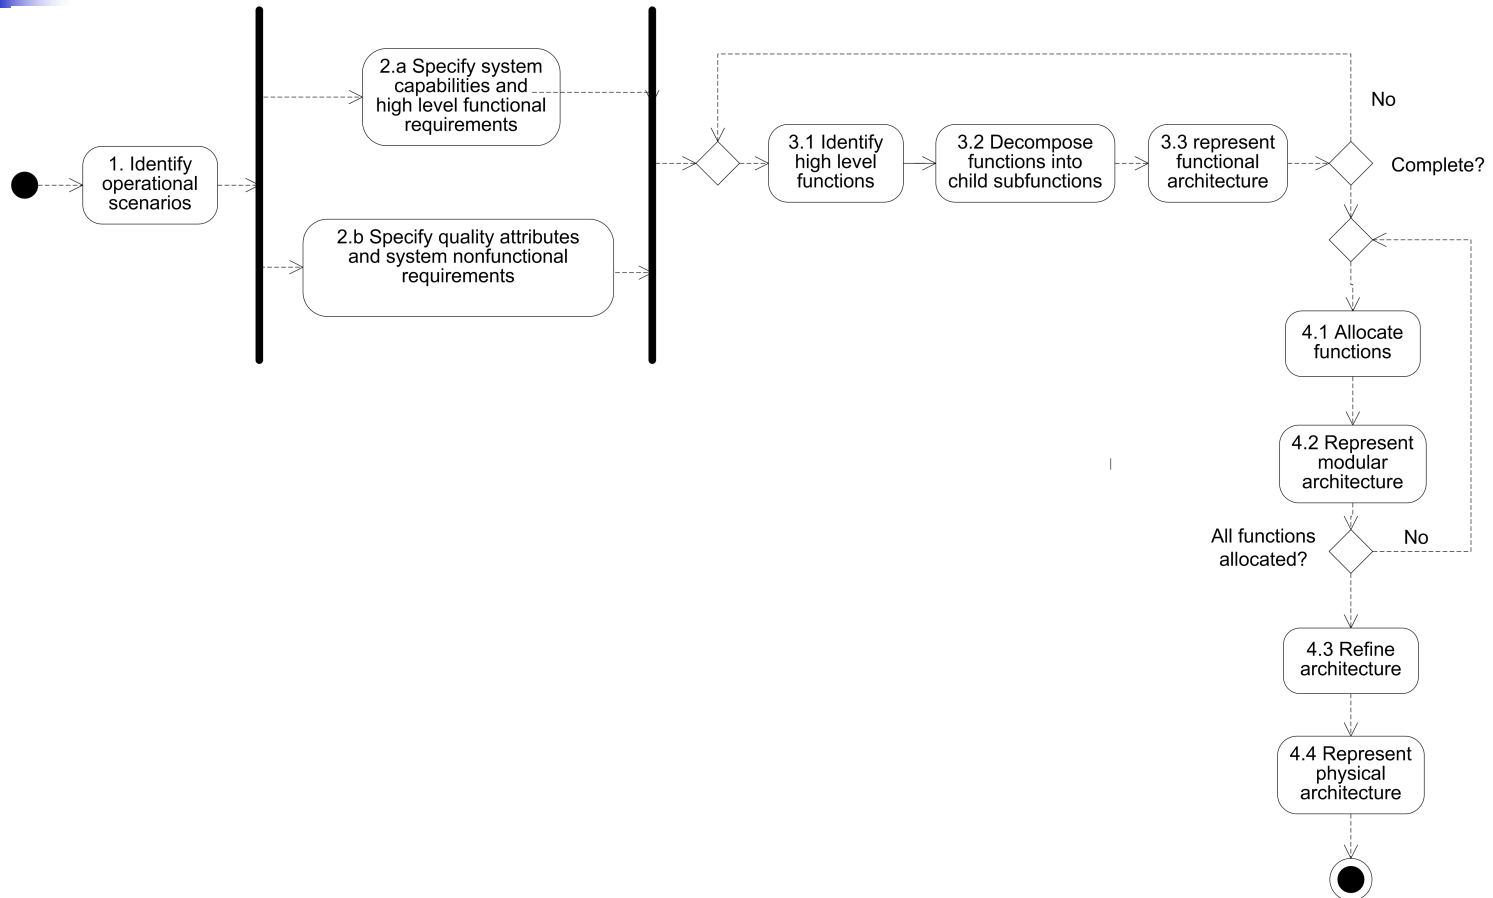 1. Identify
operational
scenarios
2.a Specify system
capabilities and
high level functional
requirements
2.b Specify quality attributes
and system nonfunctional
requirements
3.1 Identify
high level
functions
3.2 Decompose
functions into
child subfunctions
3.3 represent
functional
architecture
No
Complete?
4.1 Allocate
functions
4.2 Represent
modular
architecture
All functions
allocated?
No
4.3 Refine
architecture
4.4 Represent
physical
architecture